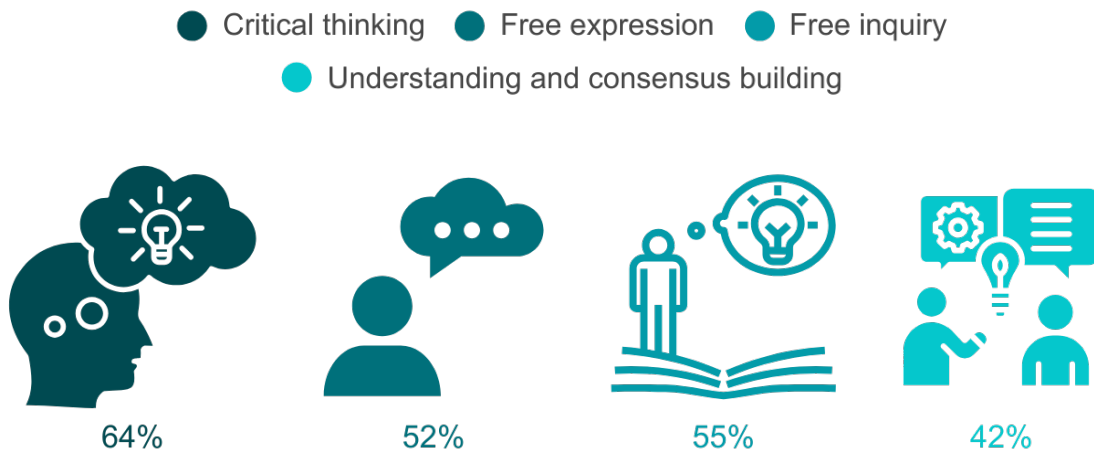 Critical thinking Free expression Free inquiry
Understanding and consensus building
64% 52% 55% 42%